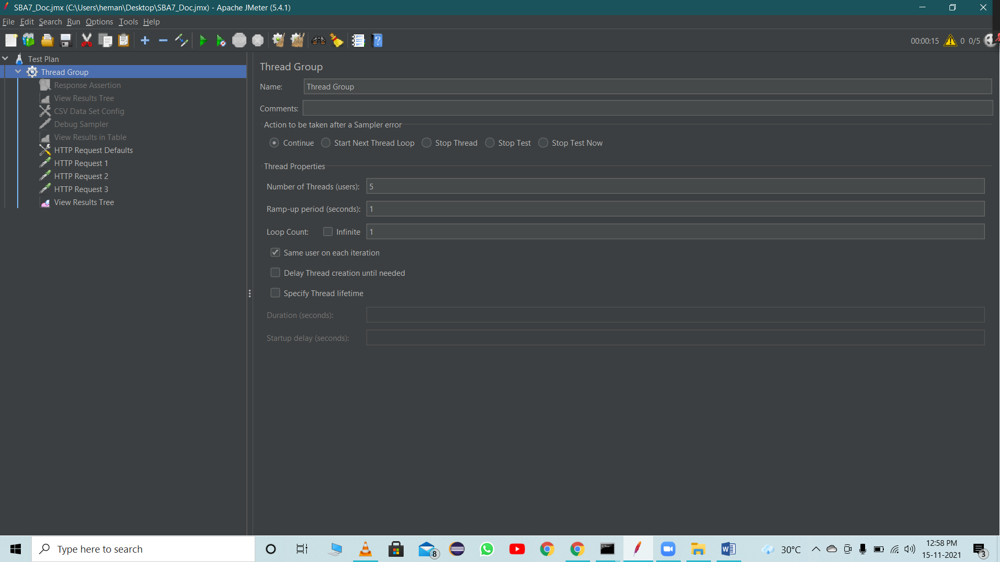 SBA7_Doc.jmx (C:\Users\heman\Desktop\SBA7_Doc.jmx) - Apache JMeter (5.4.1)
File Edit Search Run Options Tools Help
STOP
00:00:15 0 0/5
Test Plan
Thread Group
Response Assertion
View Results Tree
CSV Data Set Config
Debug Sampler
View Results in Table
HTTP Request Defaults
HTTP Request 1
HTTP Request 2
HTTP Request 3
View Results Tree
Thread Group
Name: Thread Group
Comments:
Action to be taken after a Sampler error
Continue Start Next Thread Loop Stop Thread Stop Test Stop Test Now
Thread Properties
Number of Threads (users): 5
Ramp-up period (seconds): 1
Loop Count: Infinite 1
Same user on each iteration
Delay Thread creation until needed
Specify Thread lifetime
Duration (seconds):
Startup delay (seconds):
Type here to search
8
W
30°C
12:58 PM
15-11-2021
3